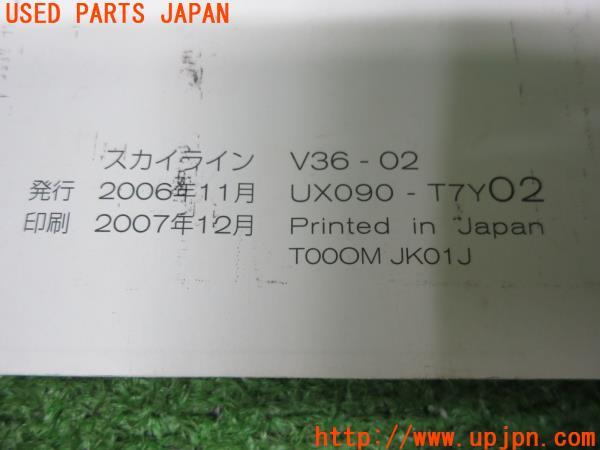 USED PARTS JAPAN
スカイライン V36 - 02
発行 2006年11月 UX090 - T7Y02
印刷 2007年12月 Printed in Japan
TOOOM JK01J
http://www.upjpn.com